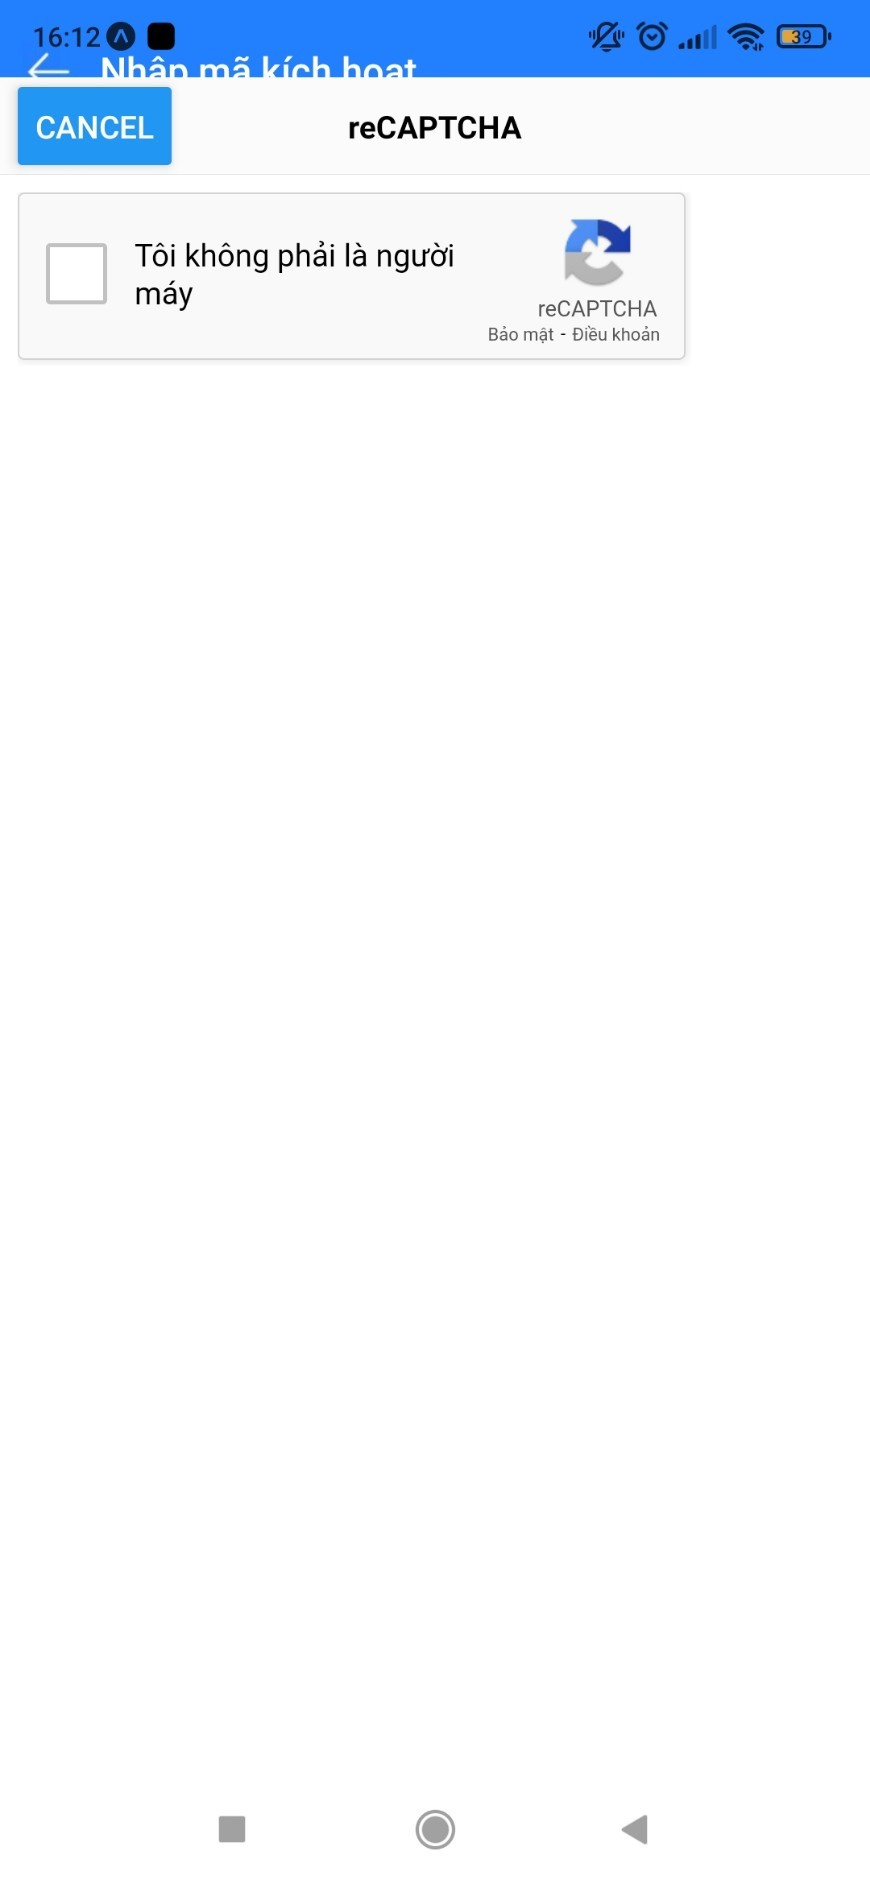 16:12
39
Nhập mã kích hoạt
CANCEL
reCAPTCHA
Tôi không phải là người
máy
reCAPTCHA
Bảo mật - Điều khoản